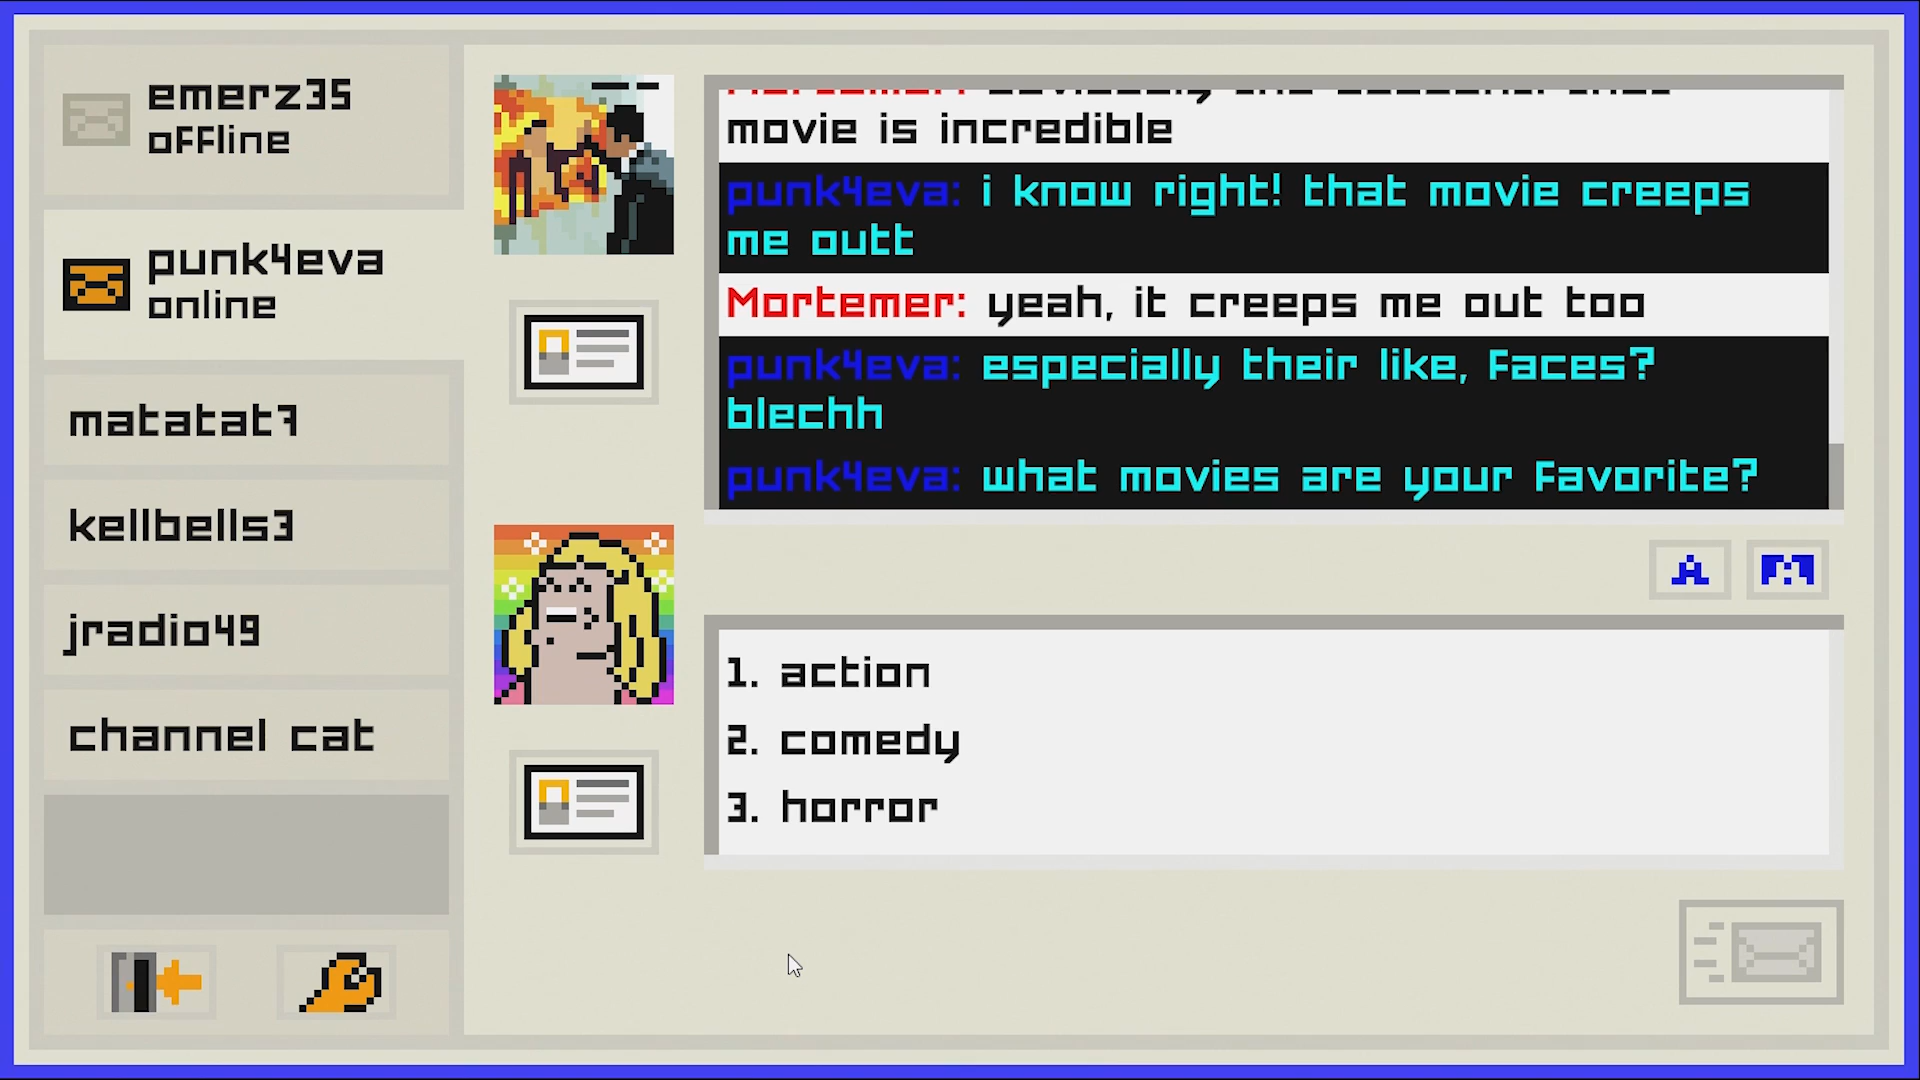 emerz35
offline
punk4eva
online
matatat7
kellbells3
jradio49
channel cat
movie is incredible
punk4eva: i know right! that movie creeps
me outt
Mortemer: yeah, it creeps me out too
punk4eva: especially their like, faces?
blechh
punk4eva: what movies are your favorite?
A
1. action
2. comedy
3. horror